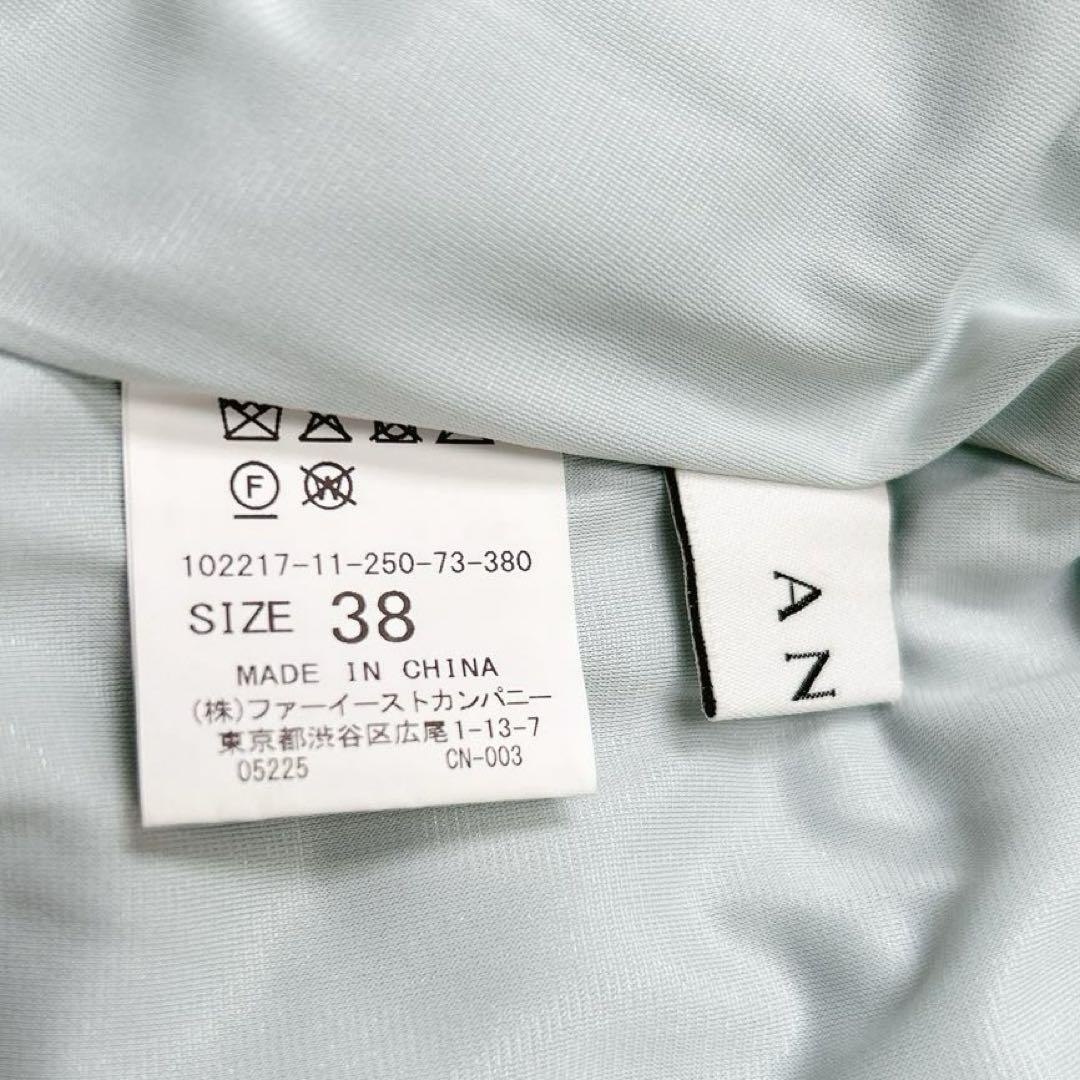 F W
102217-11-250-73-380
SIZE 38
MADE IN CHINA
(株)ファーイーストカンパニー
東京都渋谷区広尾1-13-7
05225 CN-003
AN